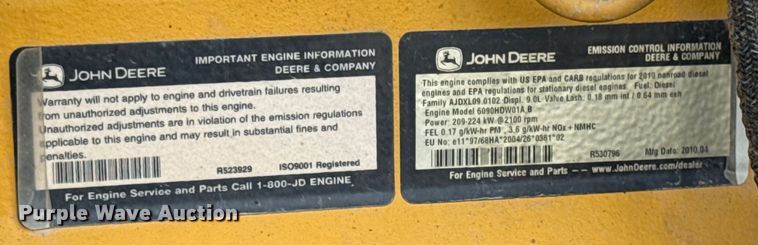 JOHN DEERE
IMPORTANT ENGINE INFORMATION
DEERE & COMPANY
Warranty will not apply to engine and drivetrain failures resulting
from unauthorized adjustments to this engine.
Unauthorized adjustments are in violation of the emission regulations
applicable to this engine and may result in substantial fines and
penalties.
R523929 ISO9001 Registered
For Engine Service and Parts Call 1-800-JD ENGINE
JOHN DEERE
EMISSION CONTROL INFORMATION
DEERE & COMPANY
This engine complies with US EPA and CARB regulations for 2010 nonroad diesel
engines and EPA regulations for stationary diesel engines Fuel: Diesel
Family AJDXL09.0102 Displ. 9.0L Valve Lash: 0.18 mm int / 0.64 mm exh
Engine Model 6090HDW01A,B
Power: 209-224 kW @2100 rpm
FEL 0.17 g/kW-hr PM, 3.6 g/kW-hr NOx + NMHC
EU No: e11*97/68HA*2004/26*0361*02
R530796 Mfg Date: 2010.04
For Engine Service and Parts -- www.JohnDeere.com/dealer
Purple Wave Auction